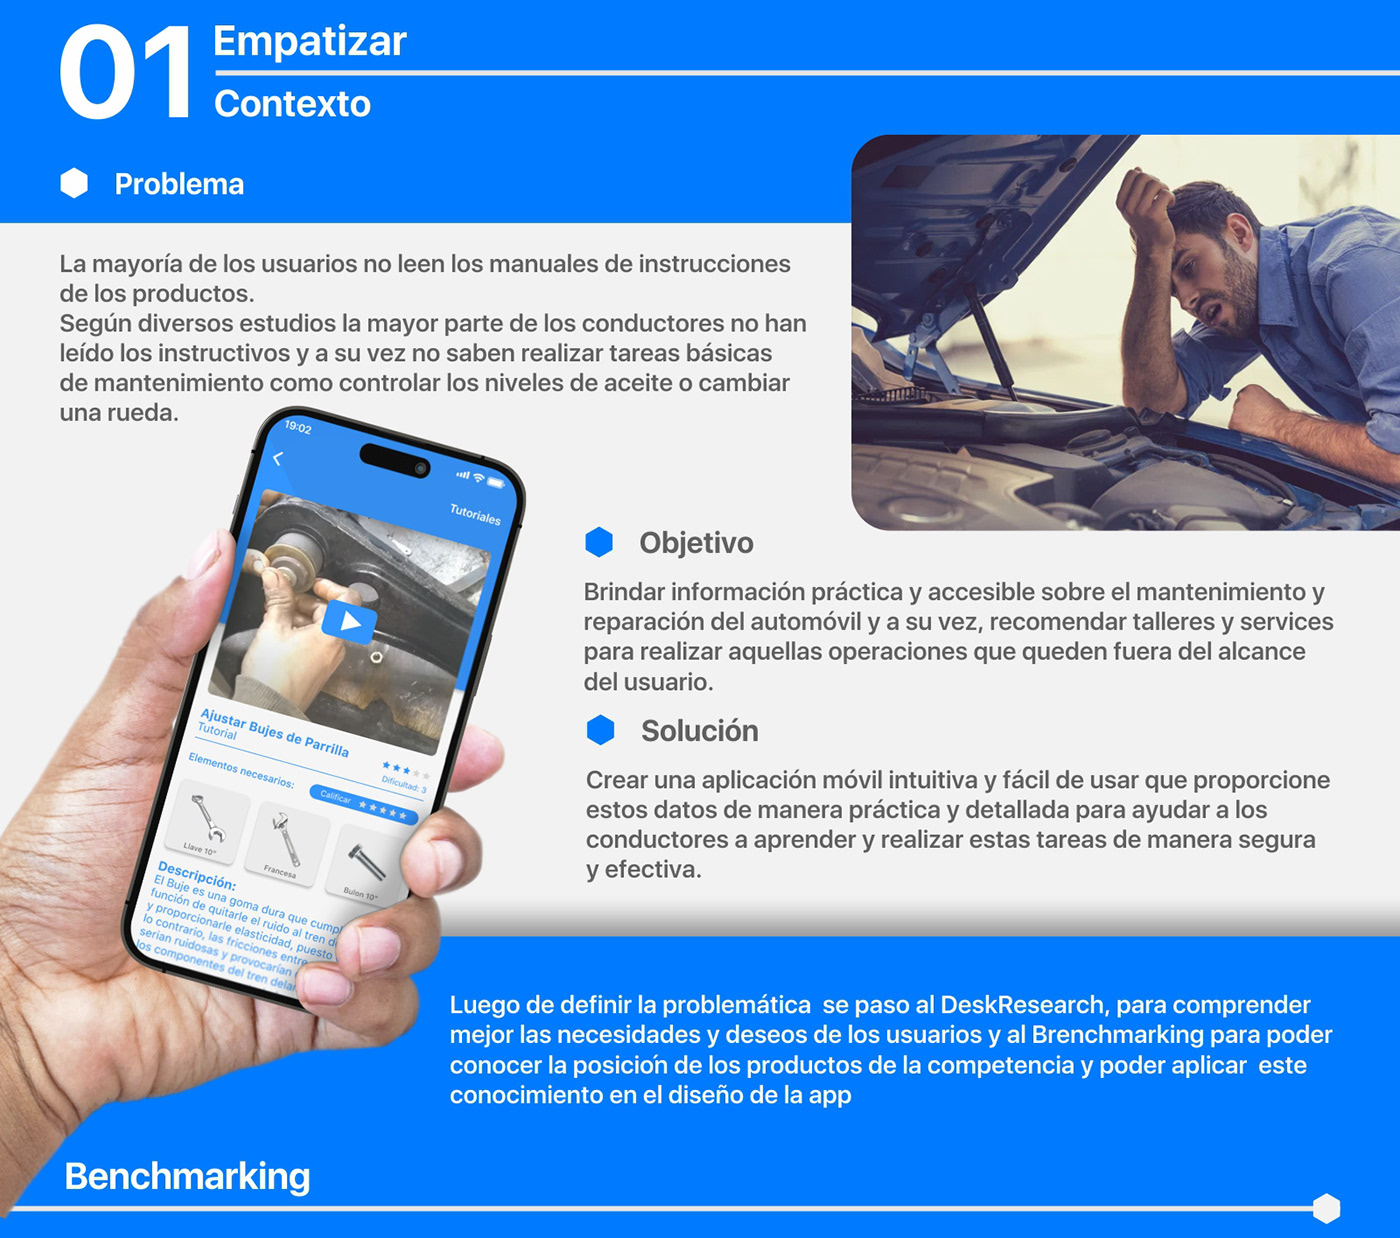 01
Empatizar
Contexto
Problema
La mayoría de los usuarios no leen los manuales de instrucciones
de los productos.
Según diversos estudios la mayor parte de los conductores no han
leído los instructivos y a su vez no saben realizar tareas básicas
de mantenimiento como controlar los niveles de aceite o cambiar
una rueda.
19:02
Tutoriales
Ajustar Bujes de Parrilla
Tutorial
Dificultad: 3
Elementos necesarios:
Calificar
Llave 10"
Francesa
Bulon 10"
Descripción:
El Buje es una goma dura que
función de quitarle el ruido al tren
y proporcionarle elasticidad, puesto
lo contrario, las fricciones entre
serían ruidosas y provocarían
los componentes del tren
Objetivo
Brindar información práctica y accesible sobre el mantenimiento y
reparación del automóvil y a su vez, recomendar talleres y services
para realizar aquellas operaciones que queden fuera del alcance
del usuario.
Solución
Crear una aplicación móvil intuitiva y fácil de usar que proporcione
estos datos de manera práctica y detallada para ayudar a los
conductores a aprender y realizar estas tareas de manera segura
y efectiva.
Luego de definir la problemática  se paso al DeskResearch, para comprender
mejor las necesidades y deseos de los usuarios y al Brenchmarking para poder
conocer la posición de los productos de la competencia y poder aplicar  este
conocimiento en el diseño de la app
Benchmarking